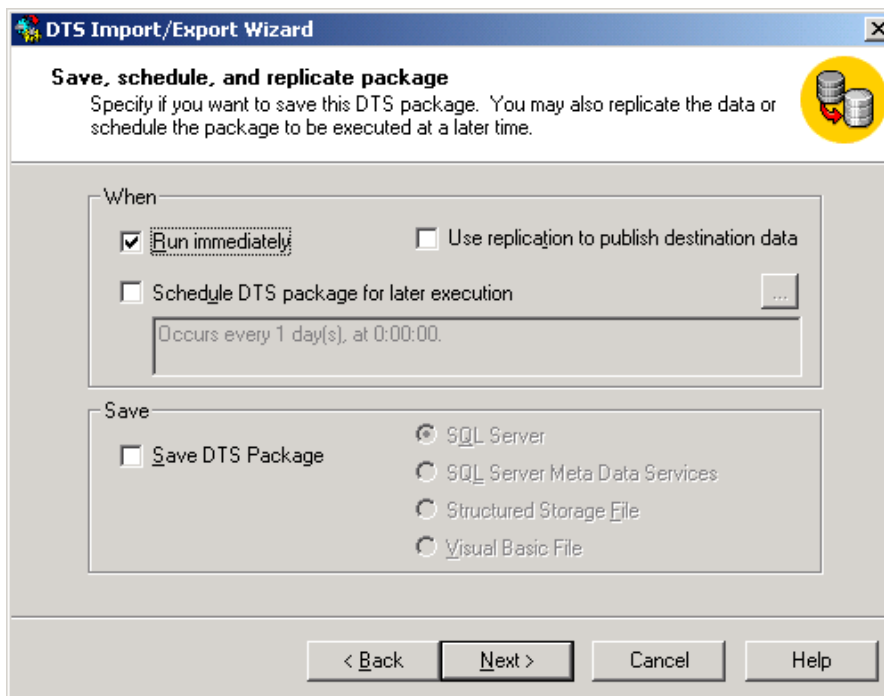 DTS Import/Export Wizard
Save, schedule, and replicate package
Specify if you want to save this DTS package. You may also replicate the data or
schedule the package to be executed at a later time.
When
Run immediately
Use replication to publish destination data
Schedule DTS package for later execution
...
Occurs every 1 day(s), at 0:00:00.
Save
Save DTS Package
SQL Server
SQL Server Meta Data Services
Structured Storage File
Visual Basic File
< Back
Next >
Cancel
Help